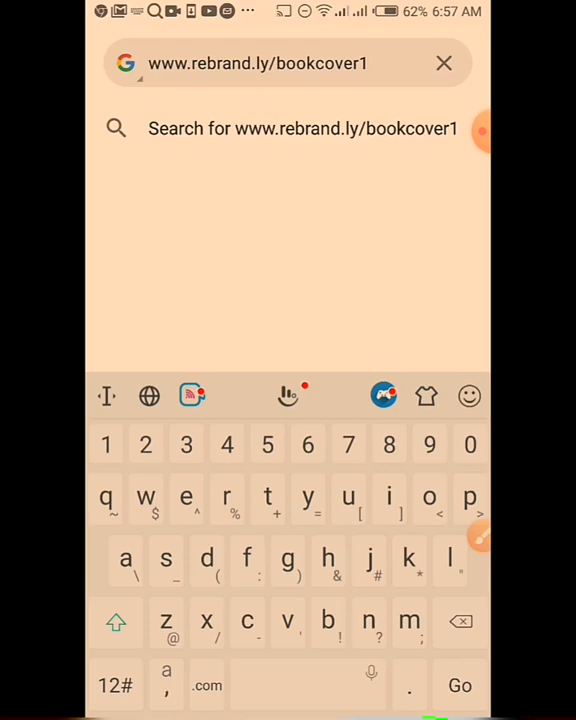 62% 6:57 AM
www.rebrand.ly/bookcover1
Search for www.rebrand.ly/bookcover1
1 2 3 4 5 6 7 8 9 0
q w e r t y u i o p
~ $ ^ % + = [ ] < >
a s d f g h j k l
\ _ ( : ) & # * "
z x c v b n m
@ / - ' ! ? ;
12# a , .com . Go